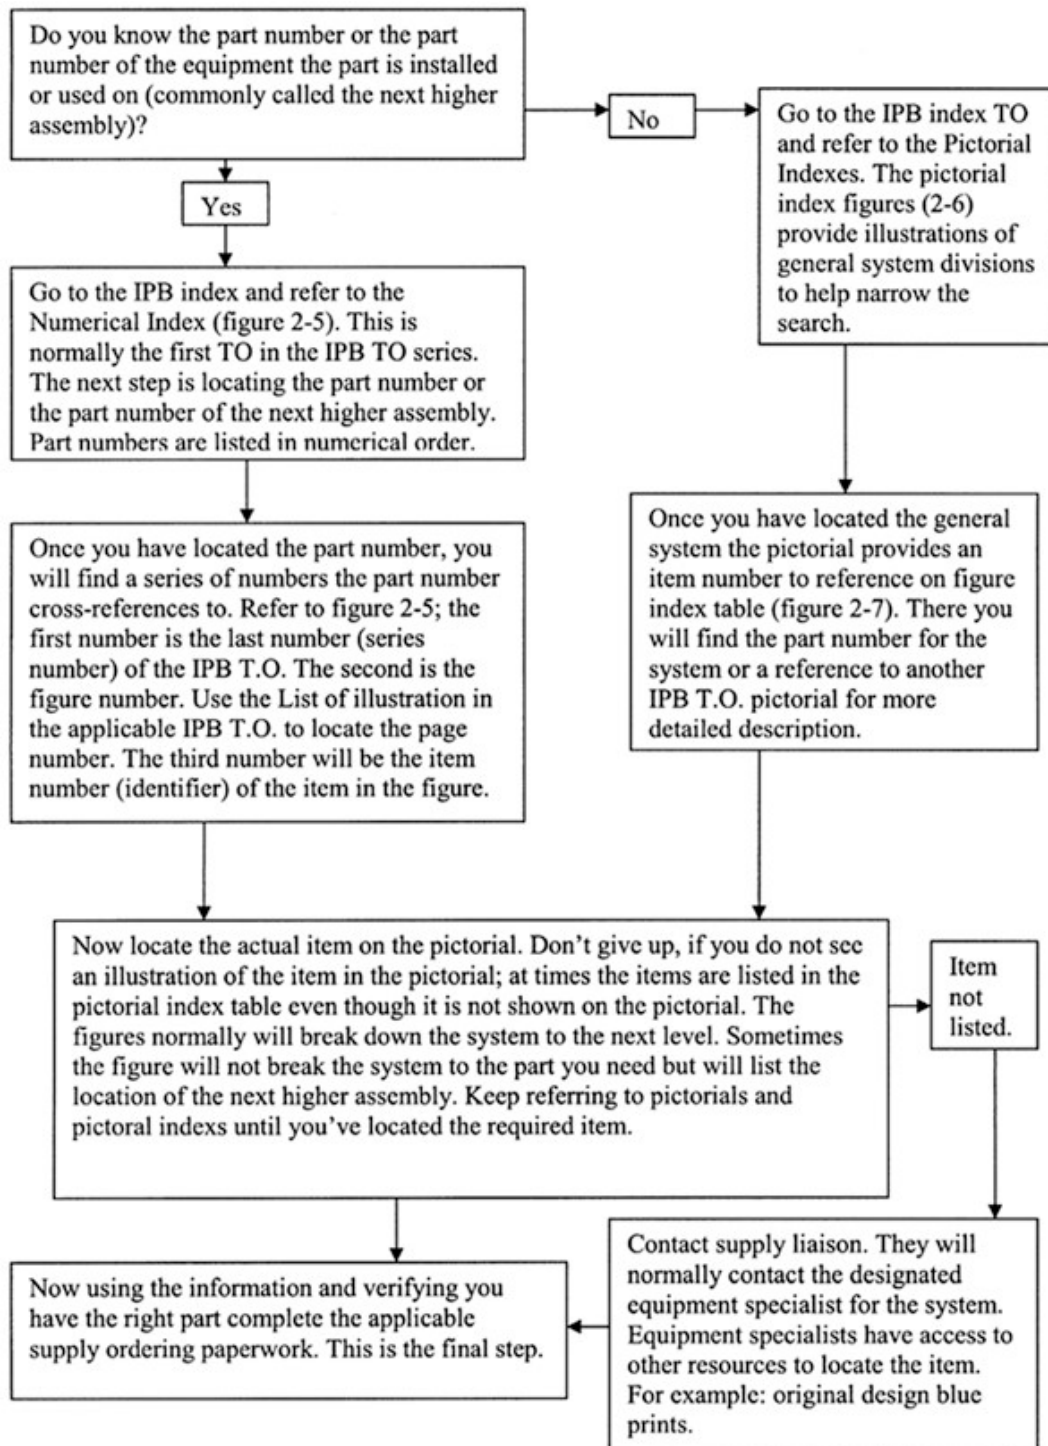 Do you know the part number or the part
number of the equipment the part is installed
or used on (commonly called the next higher
assembly)?
No
Go to the IPB index TO
and refer to the Pictorial
Indexes. The pictorial
index figures (2-6)
provide illustrations of
general system divisions
to help narrow the
search.
Yes
Go to the IPB index and refer to the
Numerical Index (figure 2-5). This is
normally the first TO in the IPB TO series.
The next step is locating the part number or
the part number of the next higher assembly.
Part numbers are listed in numerical order.
Once you have located the part number, you
will find a series of numbers the part number
cross-references to. Refer to figure 2-5; the
first number is the last number (series
number) of the IPB T.O. The second is the
figure number. Use the List of illustration in
the applicable IPB T.O. to locate the page
number. The third number will be the item
number (identifier) of the item in the figure.
Once you have located the general
system the pictorial provides an
item number to reference on figure
index table (figure 2-7). There you
will find the part number for the
system or a reference to another
IPB T.O. pictorial for more
detailed description.
Now locate the actual item on the pictorial. Don't give up, if you do not see
an illustration of the item in the pictorial; at times the items are listed in the
pictorial index table even though it is not shown on the pictorial. The
figures normally will break down the system to the next level. Sometimes
the figure will not break the system to the part you need but will list the
location of the next higher assembly. Keep referring to pictorials and
pictoral indexs until you've located the required item.
Item
not
listed.
Contact supply liaison. They will
normally contact the designated
equipment specialist for the system.
Equipment specialists have access to
other resources to locate the item.
For example: original design blue
prints.
Now using the information and verifying you
have the right part complete the applicable
supply ordering paperwork. This is the final step.